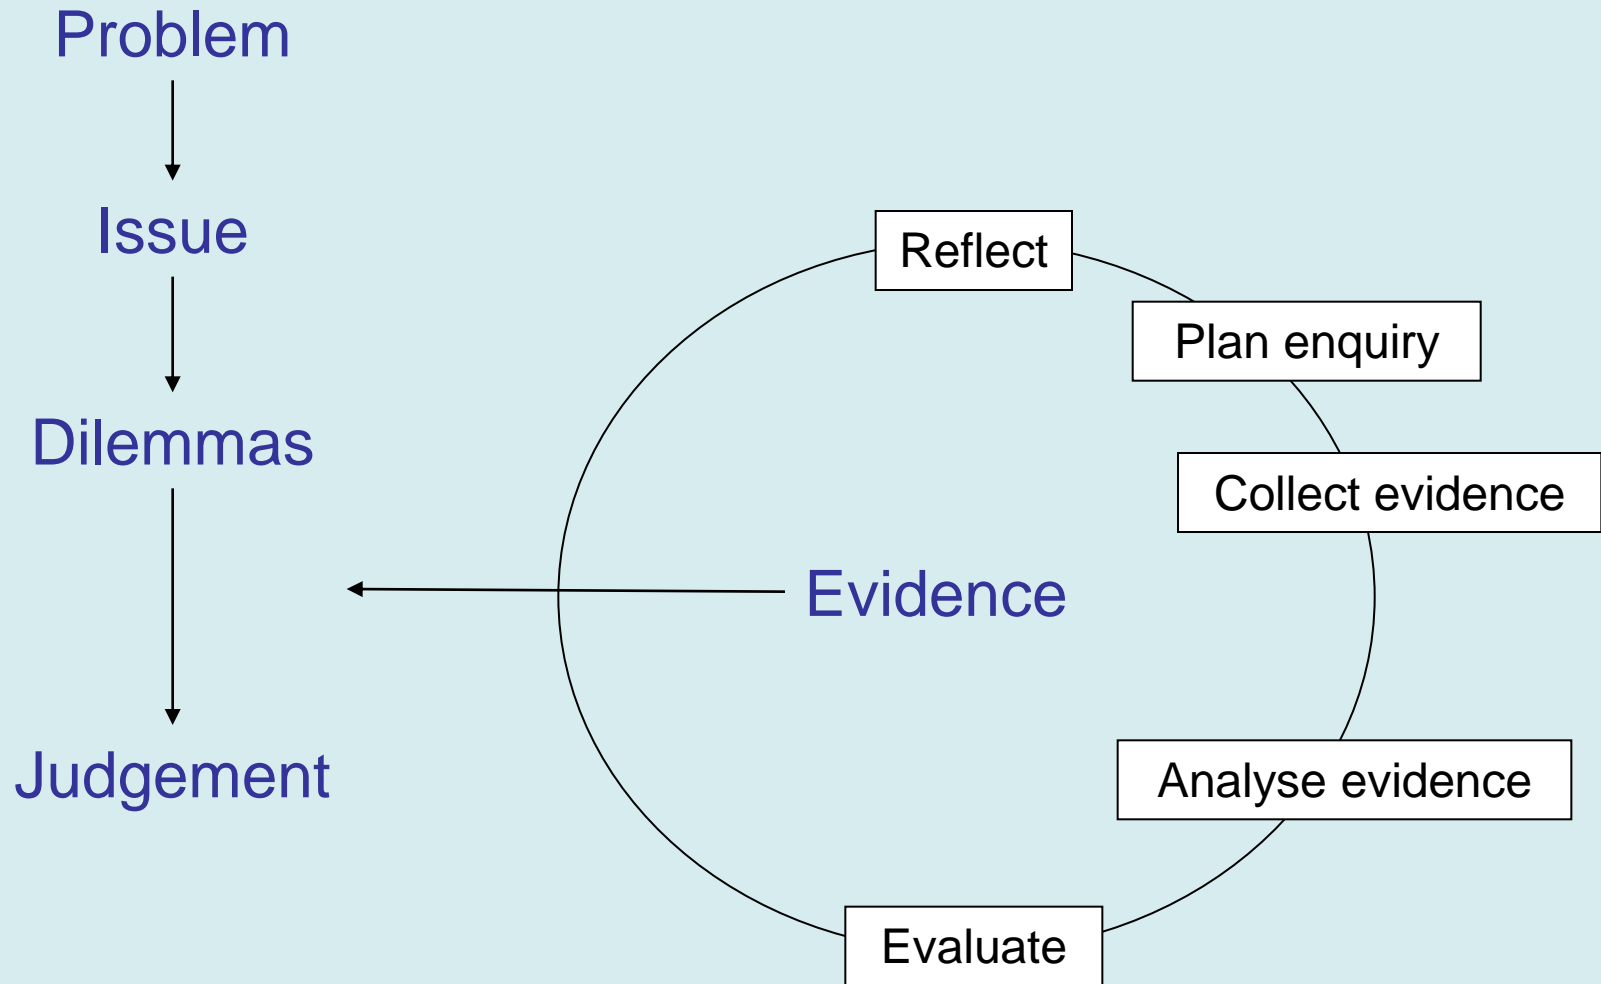 Problem
Issue
Dilemmas
Judgement
Evidence
Reflect
Plan enquiry
Collect evidence
Analyse evidence
Evaluate